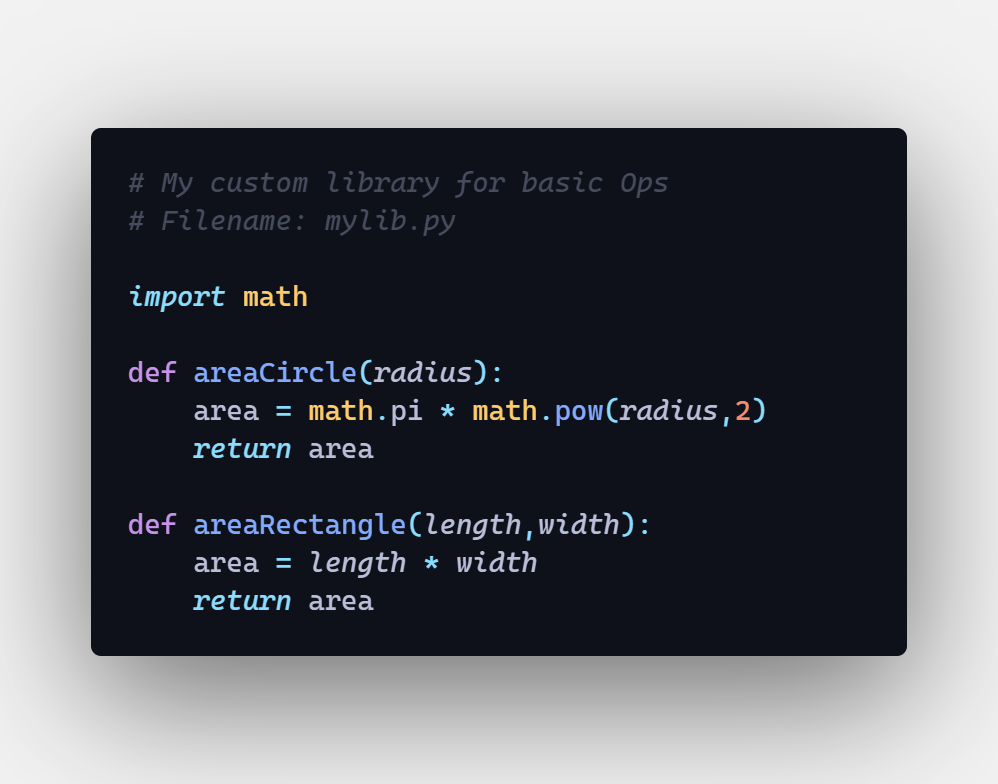 # My custom library for basic Ops
# Filename: mylib.py
import math
def areaCircle(radius):
    area = math.pi * math.pow(radius,2)
    return area
def areaRectangle(length,width):
    area = length * width
    return area